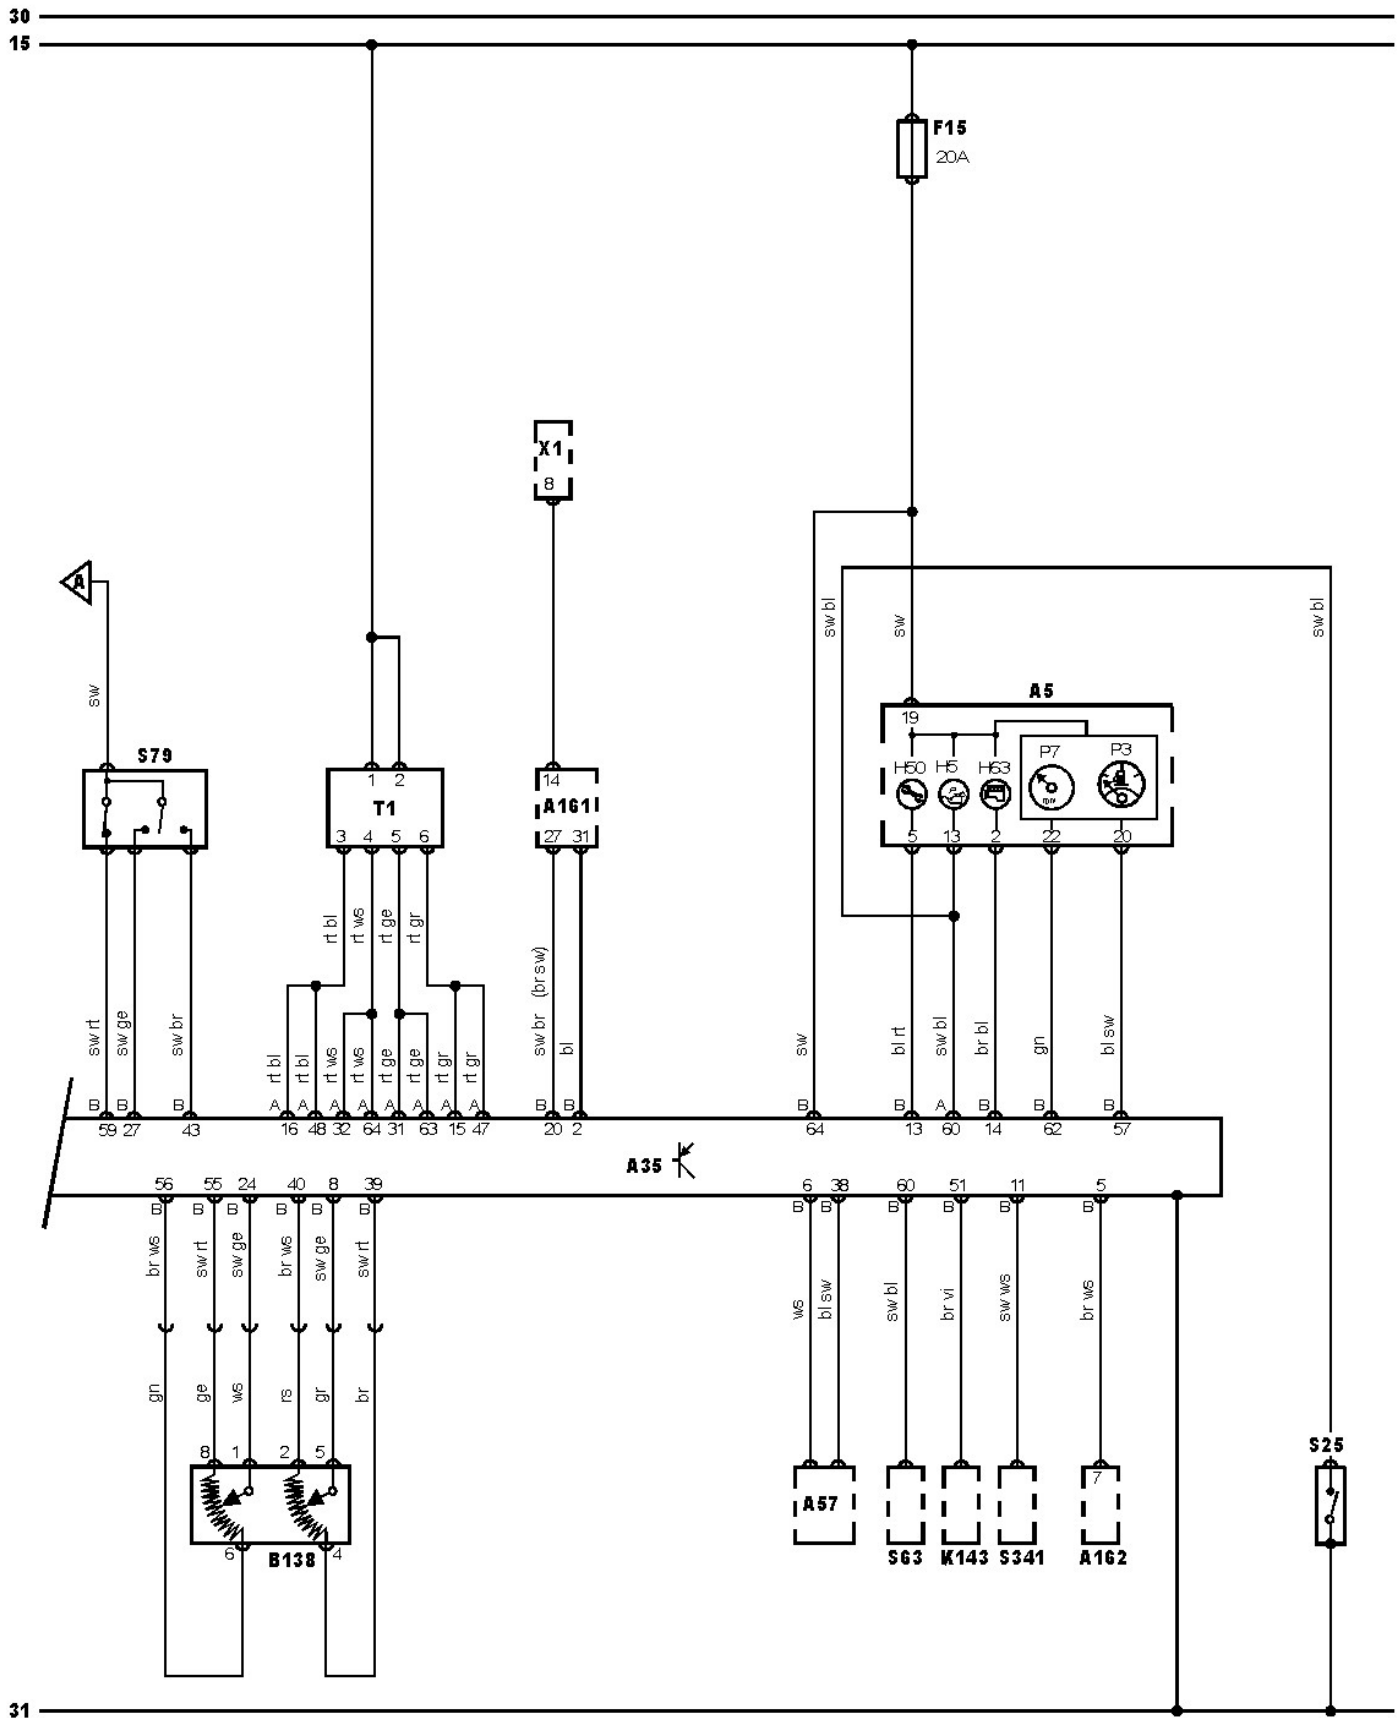 30
15
F15
20A
X1
8
A
sw
sw bl
sw
sw bl
A5
19
P7
P3
H50 H5 H63
rpm
S79
1 2
T1
3 4 5 6
14
A161
27 31
5 13 2 22 20
rt bl
rt ws
rt ge
rt gr
sw rt
sw ge
sw br
rt bl
rt bl
rt ws
rt ws
rt ge
rt ge
rt gr
rt gr
sw br (br sw)
bl
sw
bl rt
sw bl
br bl
gn
bl sw
B B B A A A A A A A A B B B B A B B B
59 27 43 16 48 32 64 31 63 15 47 20 2 64 13 60 14 62 57
A35
56 55 24 40 8 39 6 38 60 51 11 5
B B B B B B B B B B B B
br ws
sw rt
sw ge
br ws
sw ge
sw rt
ws
bl sw
sw bl
br vi
sw ws
br ws
gn
ge
ws
rs
gr
br
8 1 2 5
S25
A57
7
6 B138 4
S63 K143 S341 A162
31